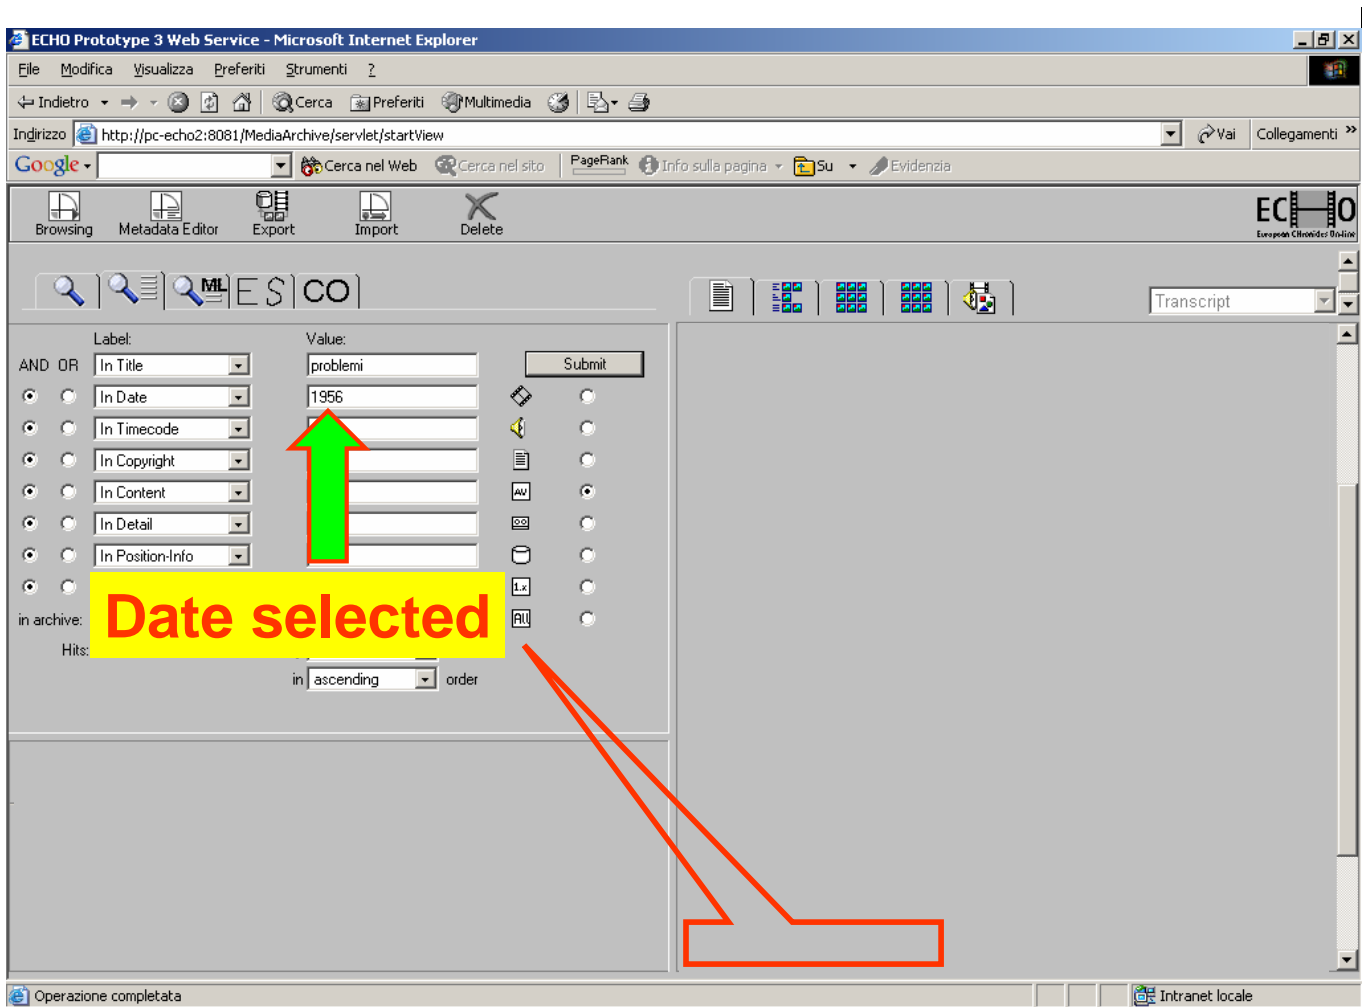 ECHO Prototype 3 Web Service - Microsoft Internet Explorer
File Modifica Visualizza Preferiti Strumenti ?
Indietro Cerca Preferiti Multimedia
Indirizzo http://pc-echo2:8081/MediaArchive/servlet/startView Vai Collegamenti »
Google Cerca nel Web Cerca nel sito PageRank Info sulla pagina Su Evidenzia
Browsing Metadata Editor Export Import Delete
ECHO
European CHronicles On-line
ML E S CO
Transcript
Label: Value:
AND OR In Title problemi Submit
In Date 1956
In Timecode
In Copyright
In Content AV
In Detail
In Position-Info
1.x
in archive: All
Date selected
Hits:
in ascending order
Operazione completata Intranet locale